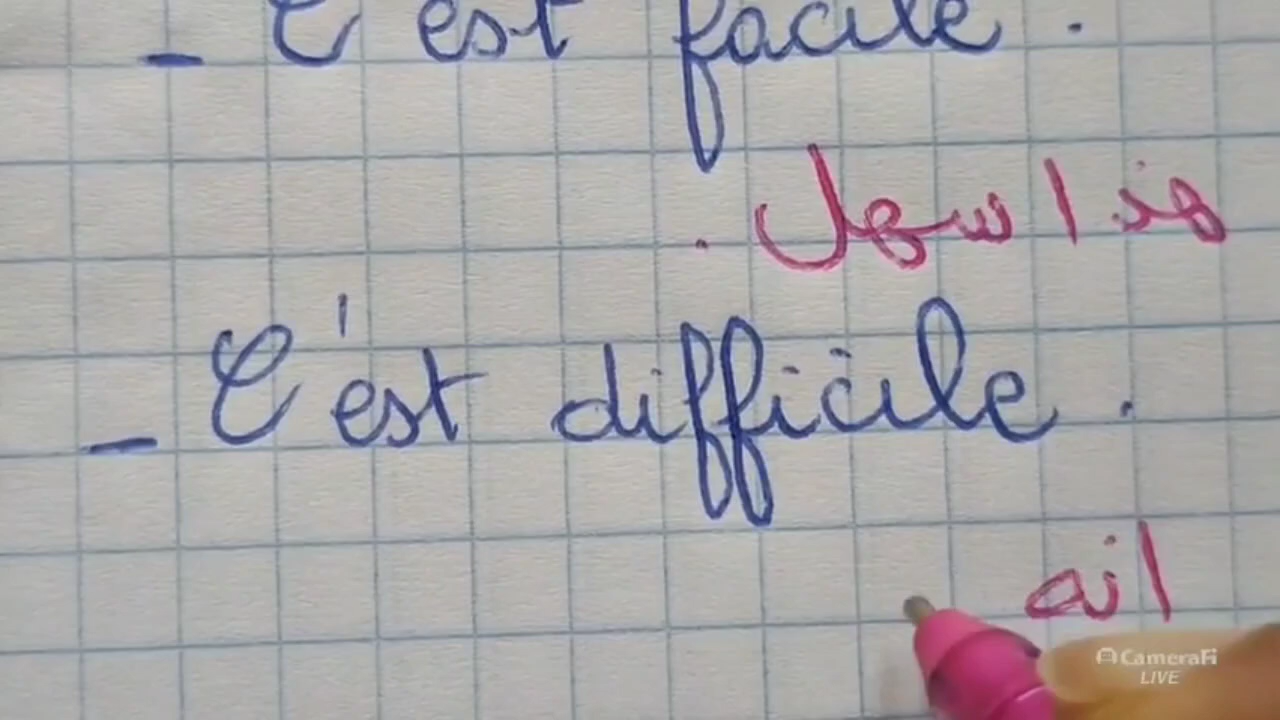 - C'est facile.
هذا سهل.
- C'est difficile.
انه
CameraFi
LIVE